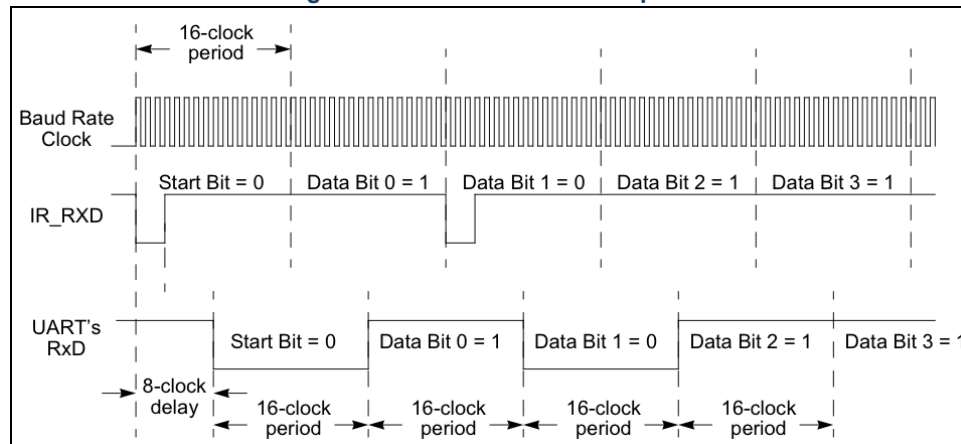 16-clock
period
Baud Rate
Clock
Start Bit = 0
Data Bit 0 = 1
Data Bit 1 = 0
Data Bit 2 = 1
Data Bit 3 = 1
IR_RXD
UART's
RxD
Start Bit = 0
Data Bit 0 = 1
Data Bit 1 = 0
Data Bit 2 = 1
Data Bit 3 = 1
8-clock
delay
16-clock
period
16-clock
period
16-clock
period
16-clock
period